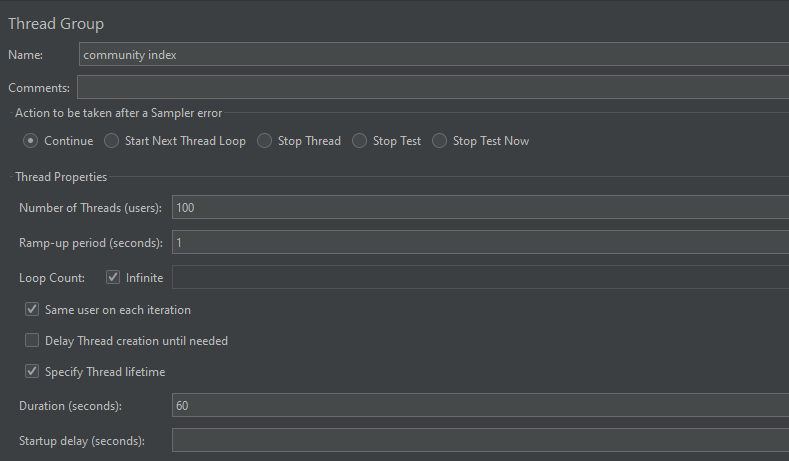 Thread Group
Name: community index
Comments:
Action to be taken after a Sampler error
Continue Start Next Thread Loop Stop Thread Stop Test Stop Test Now
Thread Properties
Number of Threads (users): 100
Ramp-up period (seconds): 1
Loop Count: Infinite
Same user on each iteration
Delay Thread creation until needed
Specify Thread lifetime
Duration (seconds): 60
Startup delay (seconds):